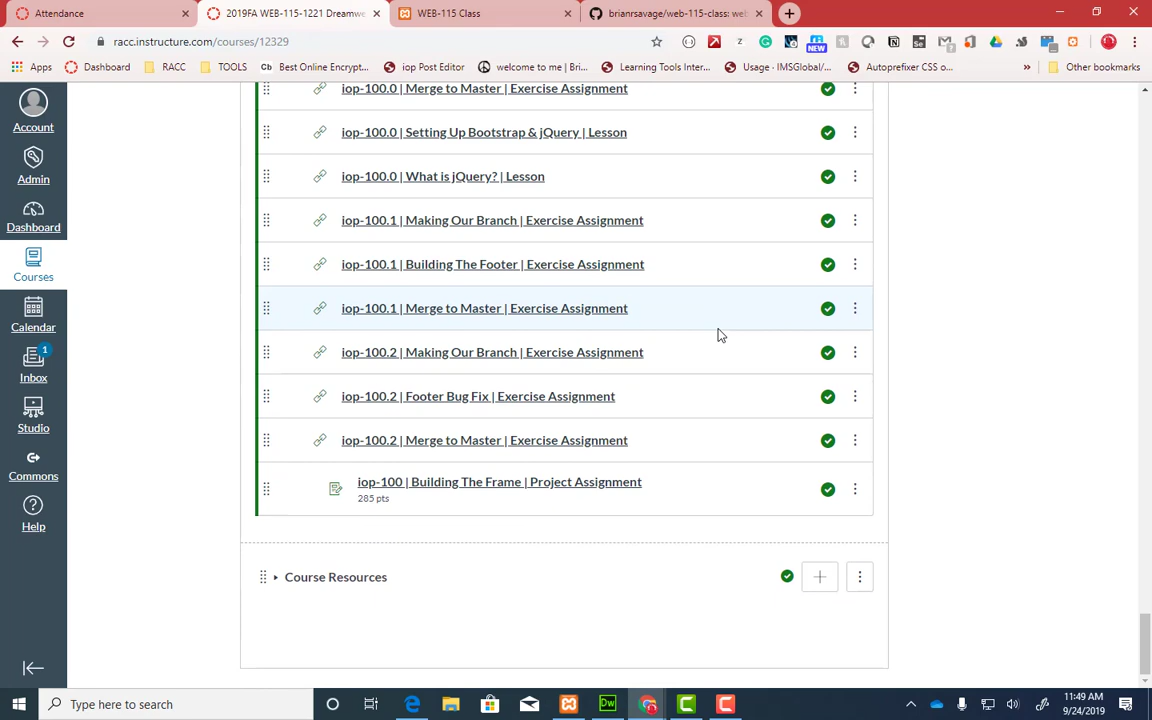 Attendance
2019FA WEB-115-1221 Dreamwe
WEB-115 Class
brianrsavage/web-115-class: web
racc.instructure.com/courses/12329
NEW
Apps
Dashboard
RACC
TOOLS
Cb Best Online Encrypt...
iop Post Editor
welcome to me | Bri...
Learning Tools Inter...
Usage · IMSGlobal/...
Autoprefixer CSS o...
»
Other bookmarks
Account
Admin
Dashboard
Courses
Calendar
1
Inbox
Studio
Commons
Help
iop-100.0 | Merge to Master | Exercise Assignment
iop-100.0 | Setting Up Bootstrap & jQuery | Lesson
iop-100.0 | What is jQuery? | Lesson
iop-100.1 | Making Our Branch | Exercise Assignment
iop-100.1 | Building The Footer | Exercise Assignment
iop-100.1 | Merge to Master | Exercise Assignment
iop-100.2 | Making Our Branch | Exercise Assignment
iop-100.2 | Footer Bug Fix | Exercise Assignment
iop-100.2 | Merge to Master | Exercise Assignment
iop-100 | Building The Frame | Project Assignment
285 pts
Course Resources
Type here to search
Dw
11:49 AM
9/24/2019